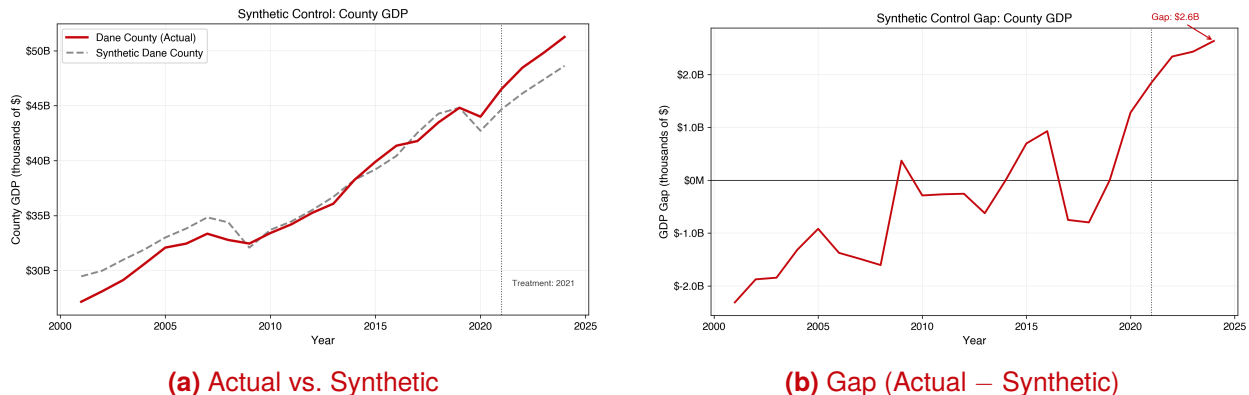 Synthetic Control: County GDP
Dane County (Actual)
Synthetic Dane County
$50B
$45B
$40B
$35B
$30B
County GDP (thousands of $)
Treatment: 2021
2000
2005
2010
2015
2020
2025
Year
(a) Actual vs. Synthetic
Synthetic Control Gap: County GDP
Gap: $2.6B
$2.0B
$1.0B
$0M
$-1.0B
$-2.0B
GDP Gap (thousands of $)
2000
2005
2010
2015
2020
2025
Year
(b) Gap (Actual − Synthetic)